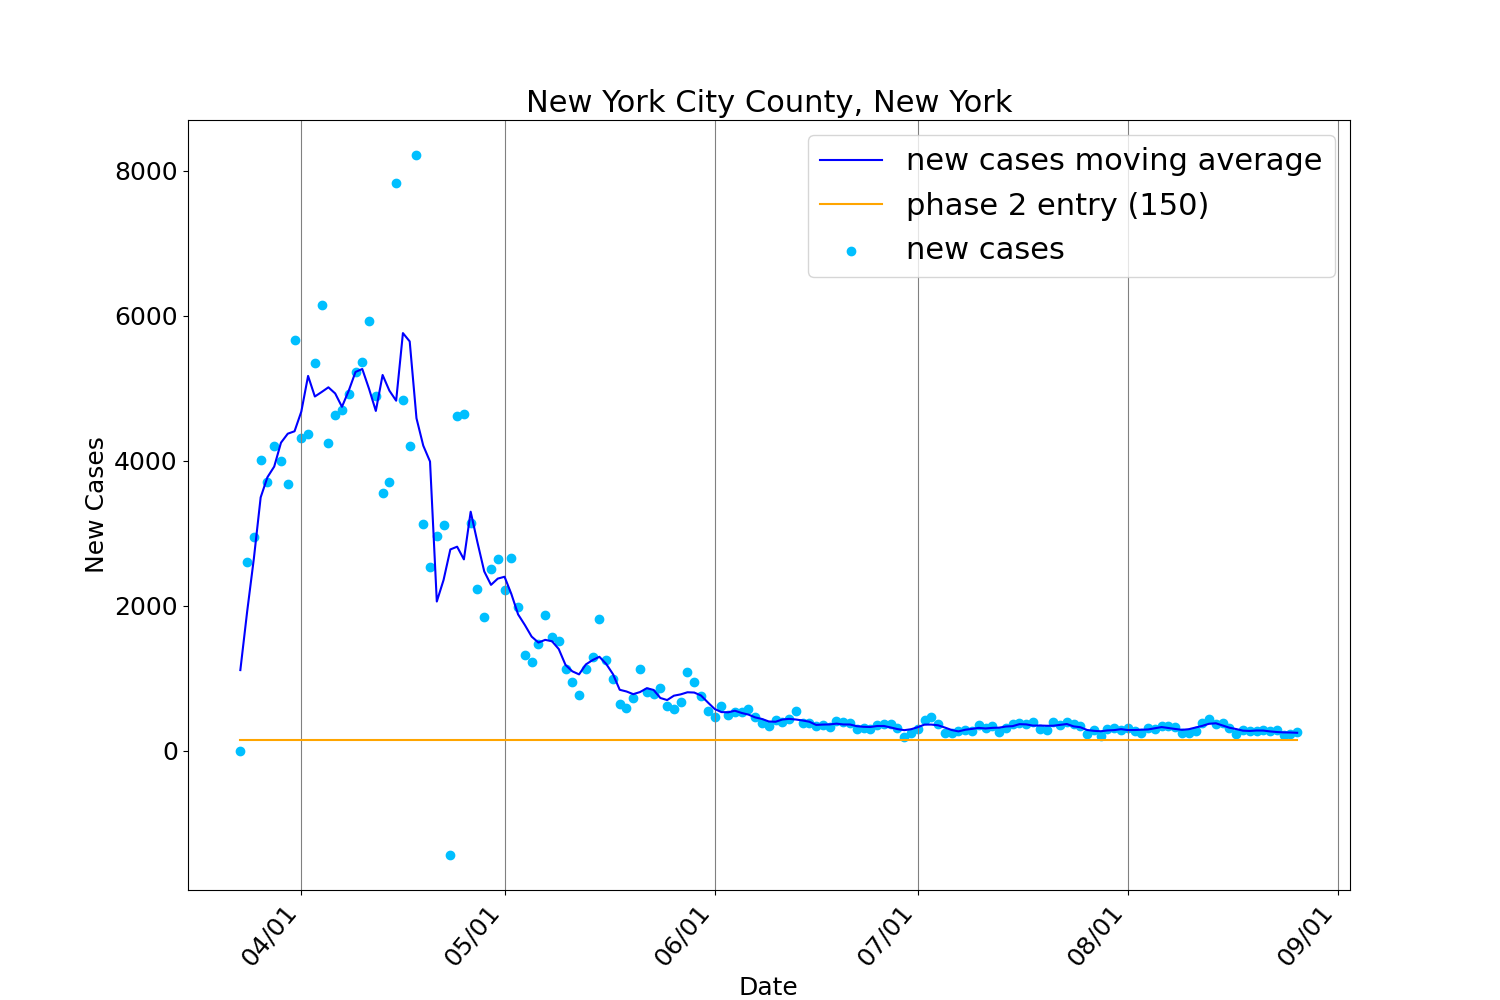 New York City County, New York
new cases moving average
phase 2 entry (150)
new cases
New Cases
8000
6000
4000
2000
0
04/01
05/01
06/01
07/01
08/01
09/01
Date